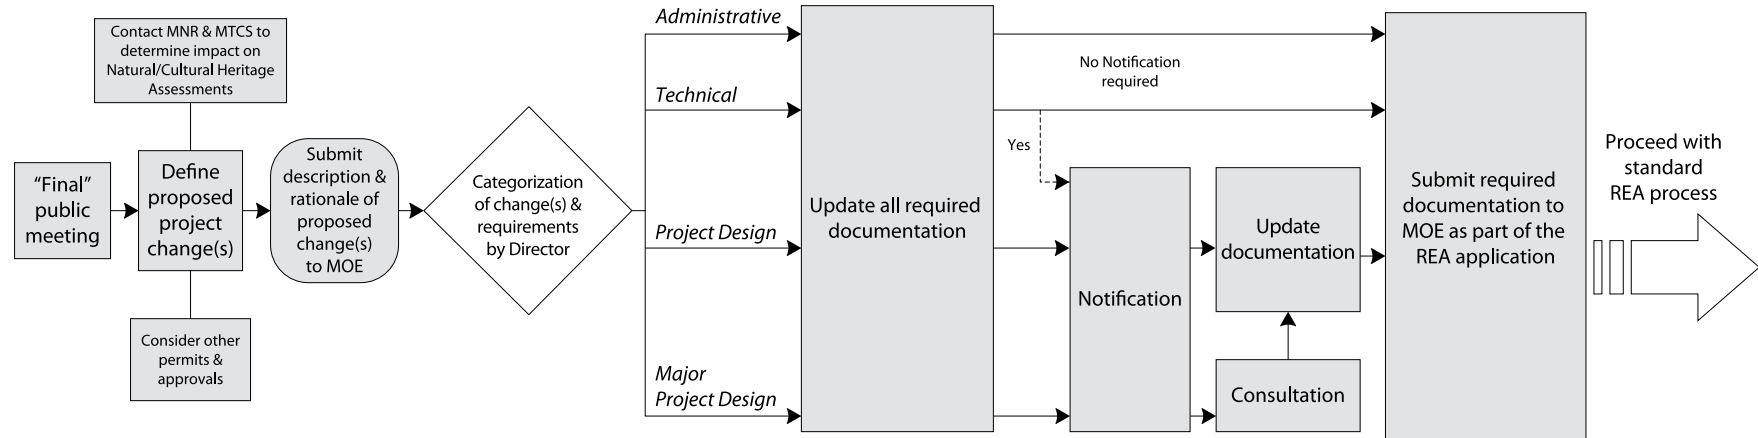 Contact MNR & MTCS to
determine impact on
Natural/Cultural Heritage
Assessments
“Final”
public
meeting
Define
proposed
project
change(s)
Consider other
permits &
approvals
Submit
description &
rationale of
proposed
change(s)
to MOE
Categorization
of change(s) &
requirements
by Director
Administrative
Technical
Project Design
Major
Project Design
Update all required
documentation
No Notification
required
Yes
Notification
Update
documentation
Consultation
Submit required
documentation to
MOE as part of the
REA application
Proceed with
standard
REA process